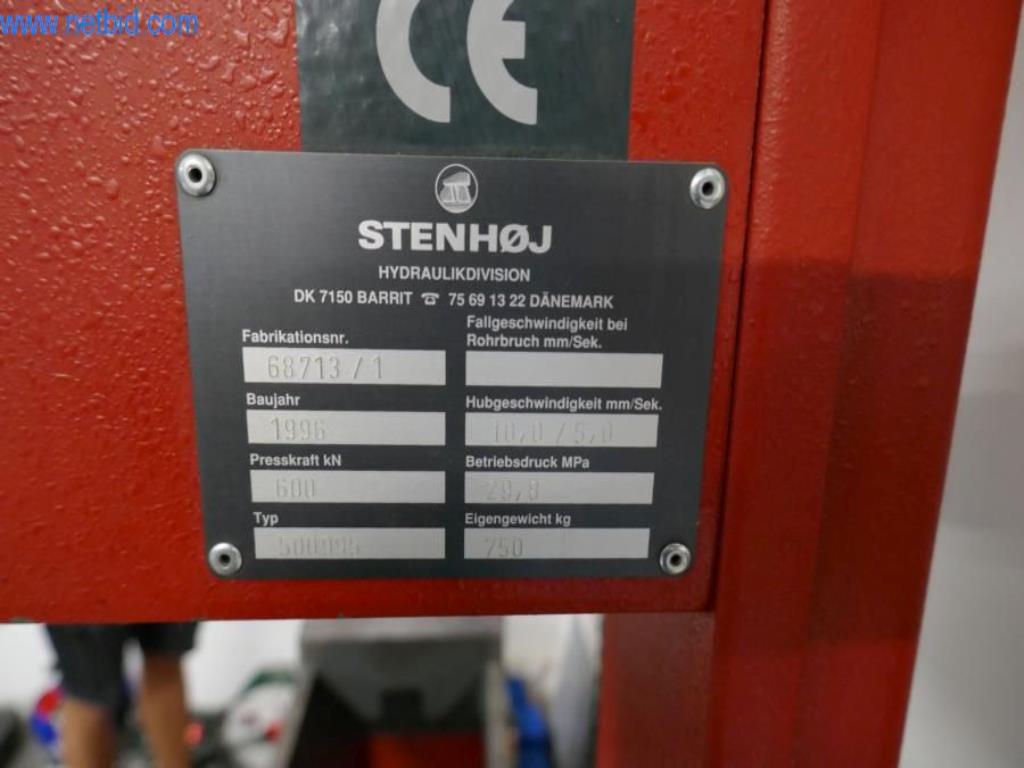 www.netbid.com
CE
STENHØJ
HYDRAULIKDIVISION
DK 7150 BARRIT ☎ 75 69 13 22 DÄNEMARK
Fabrikationsnr.
68713 / 1
Baujahr
1996
Presskraft kN
600
Typ
Fallgeschwindigkeit bei
Rohrbruch mm/Sek.
Hubgeschwindigkeit mm/Sek.
10,0 / 5,0
Betriebsdruck MPa
29,8
Eigengewicht kg
750